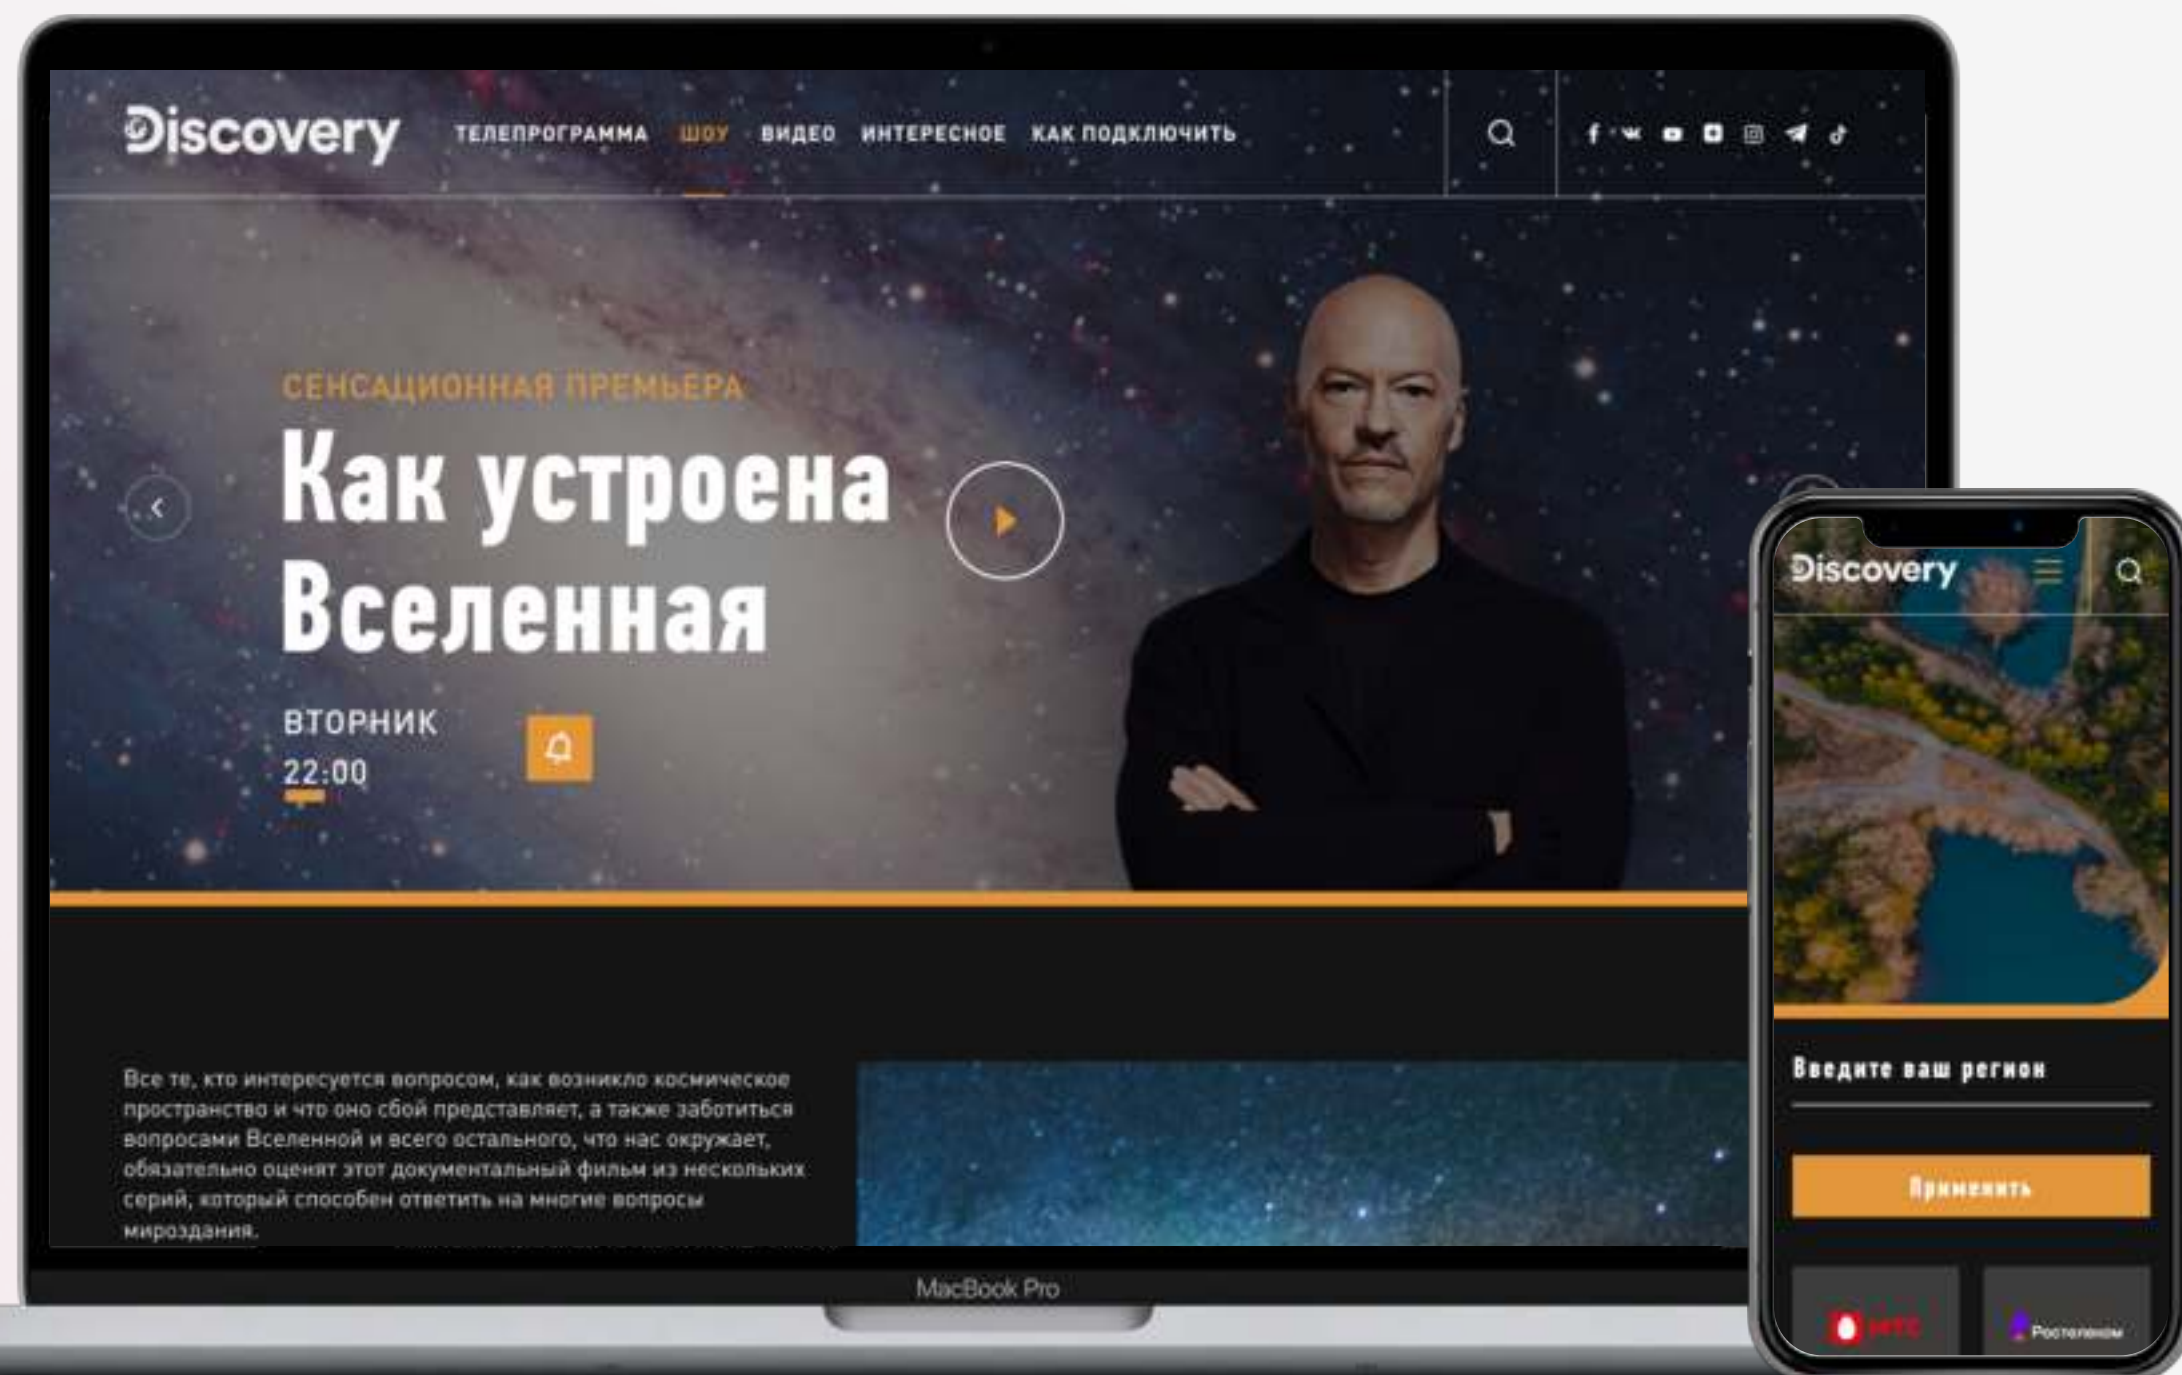 Discovery
ТЕЛЕПРОГРАММА ШОУ ВИДЕО ИНТЕРЕСНОЕ КАК ПОДКЛЮЧИТЬ
СЕНСАЦИОННАЯ ПРЕМЬЕРА
Как устроена
Вселенная
ВТОРНИК
22:00
Все те, кто интересуется вопросом, как возникло космическое
пространство и что оно сбой представляет, а также заботиться
вопросами Вселенной и всего остального, что нас окружает,
обязательно оценят этот документальный фильм из нескольких
серий, который способен ответить на многие вопросы
мироздания.
MacBook Pro
Discovery
Введите ваш регион
Применить
МТС
Ростелеком